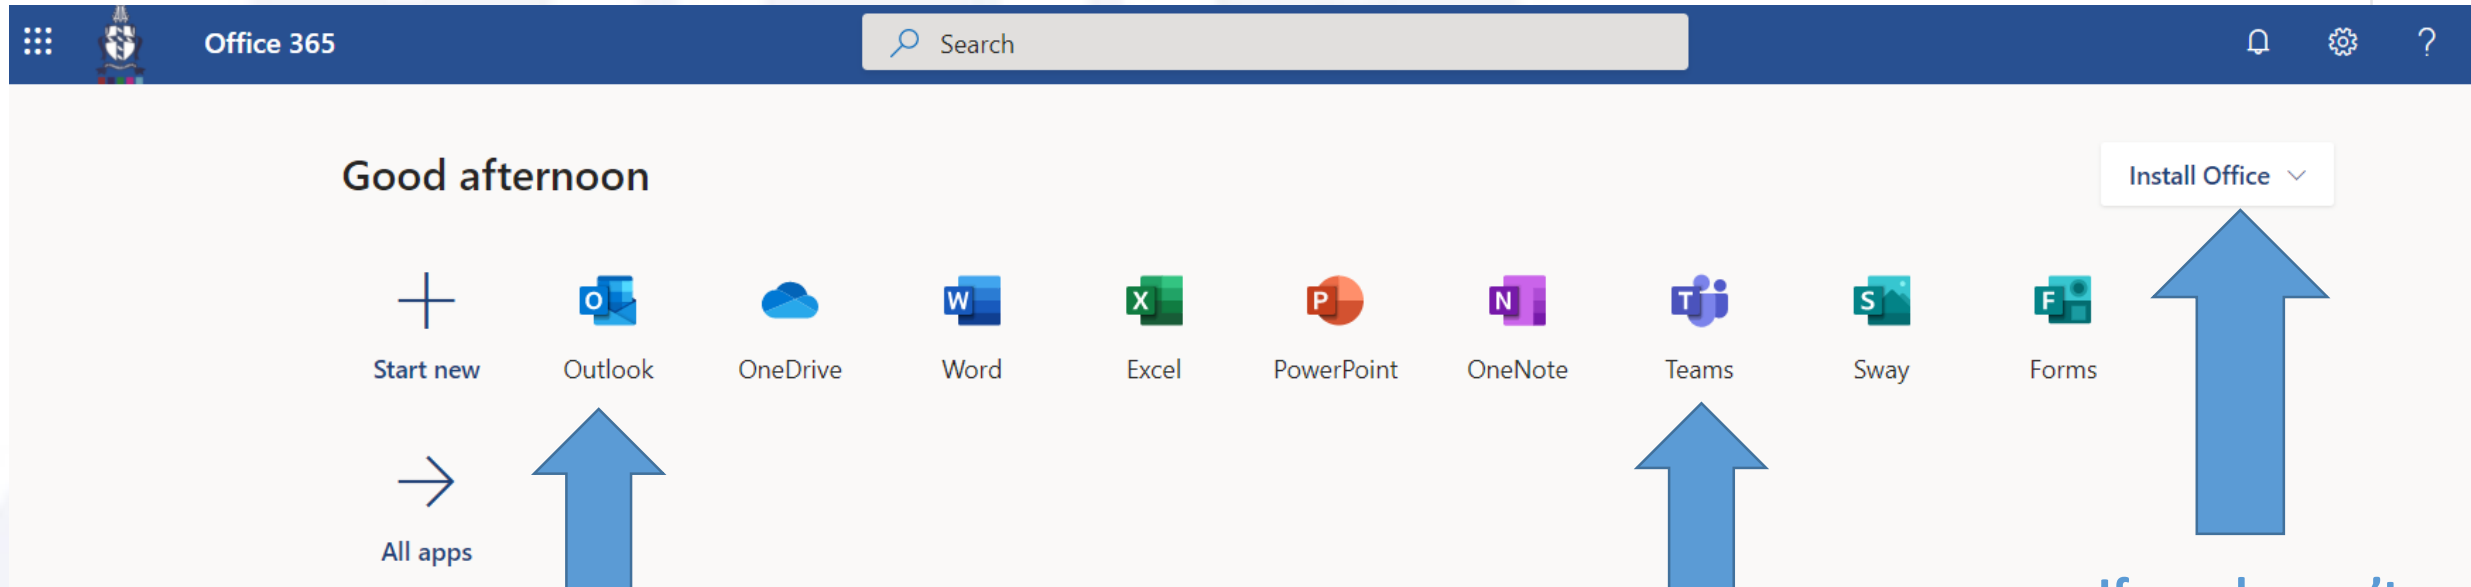 Office 365
Search
?
Good afternoon
Install Office
Start new
Outlook
OneDrive
Word
Excel
PowerPoint
OneNote
Teams
Sway
Forms
All apps